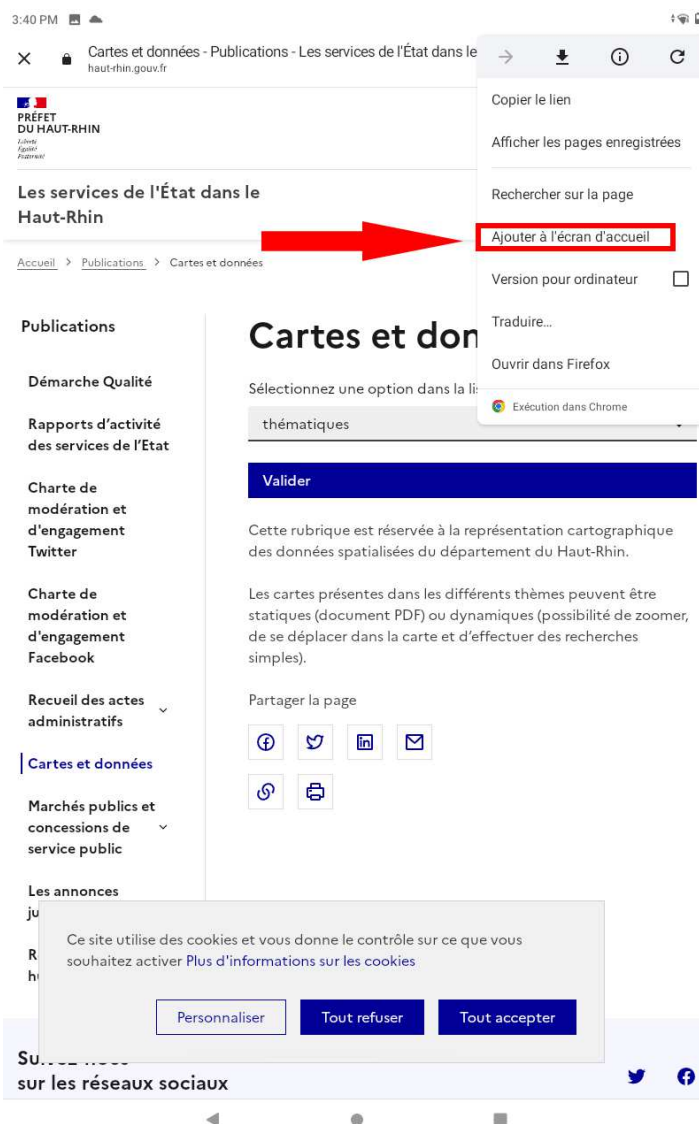 3:40 PM
Cartes et données - Publications - Les services de l'État dans le
haut-rhin.gouv.fr
Copier le lien
Afficher les pages enregistrées
Rechercher sur la page
Ajouter à l'écran d'accueil
Version pour ordinateur
Traduire...
Ouvrir dans Firefox
Exécution dans Chrome
PRÉFET
DU HAUT-RHIN
Liberté
Égalité
Fraternité
Les services de l'État dans le
Haut-Rhin
Accueil > Publications > Cartes et données
Publications
Démarche Qualité
Rapports d’activité
des services de l’Etat
Charte de
modération et
d'engagement
Twitter
Charte de
modération et
d'engagement
Facebook
Recueil des actes
administratifs
Cartes et données
Marchés publics et
concessions de
service public
Les annonces
ju
R
h
Cartes et don
Sélectionnez une option dans la li
thématiques
Valider
Cette rubrique est réservée à la représentation cartographique
des données spatialisées du département du Haut-Rhin.
Les cartes présentes dans les différents thèmes peuvent être
statiques (document PDF) ou dynamiques (possibilité de zoomer,
de se déplacer dans la carte et d’effectuer des recherches
simples).
Partager la page
Ce site utilise des cookies et vous donne le contrôle sur ce que vous
souhaitez activer Plus d'informations sur les cookies
Personnaliser
Tout refuser
Tout accepter
sur les réseaux sociaux